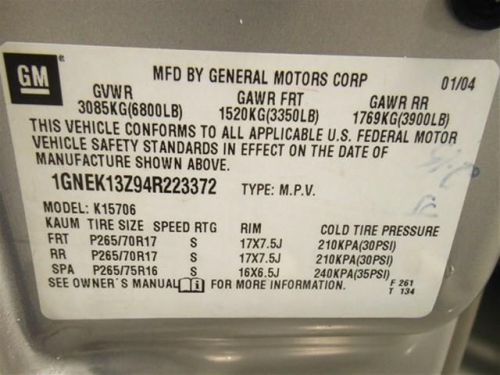 GM
MFD BY GENERAL MOTORS CORP 01/04
GVWR GAWR FRT GAWR RR
3085KG(6800LB) 1520KG(3350LB) 1769KG(3900LB)
THIS VEHICLE CONFORMS TO ALL APPLICABLE U.S. FEDERAL MOTOR
VEHICLE SAFETY STANDARDS IN EFFECT ON THE DATE OF
MANUFACTURE SHOWN ABOVE.
1GNEK13Z94R223372 TYPE: M.P.V.
MODEL: K15706
KAUM TIRE SIZE SPEED RTG RIM COLD TIRE PRESSURE
FRT P265/70R17 S 17X7.5J 210KPA(30PSI)
RR P265/70R17 S 17X7.5J 210KPA(30PSI)
SPA P265/75R16 S 16X6.5J 240KPA(35PSI)
SEE OWNER'S MANUAL FOR MORE INFORMATION. F 261
T 134